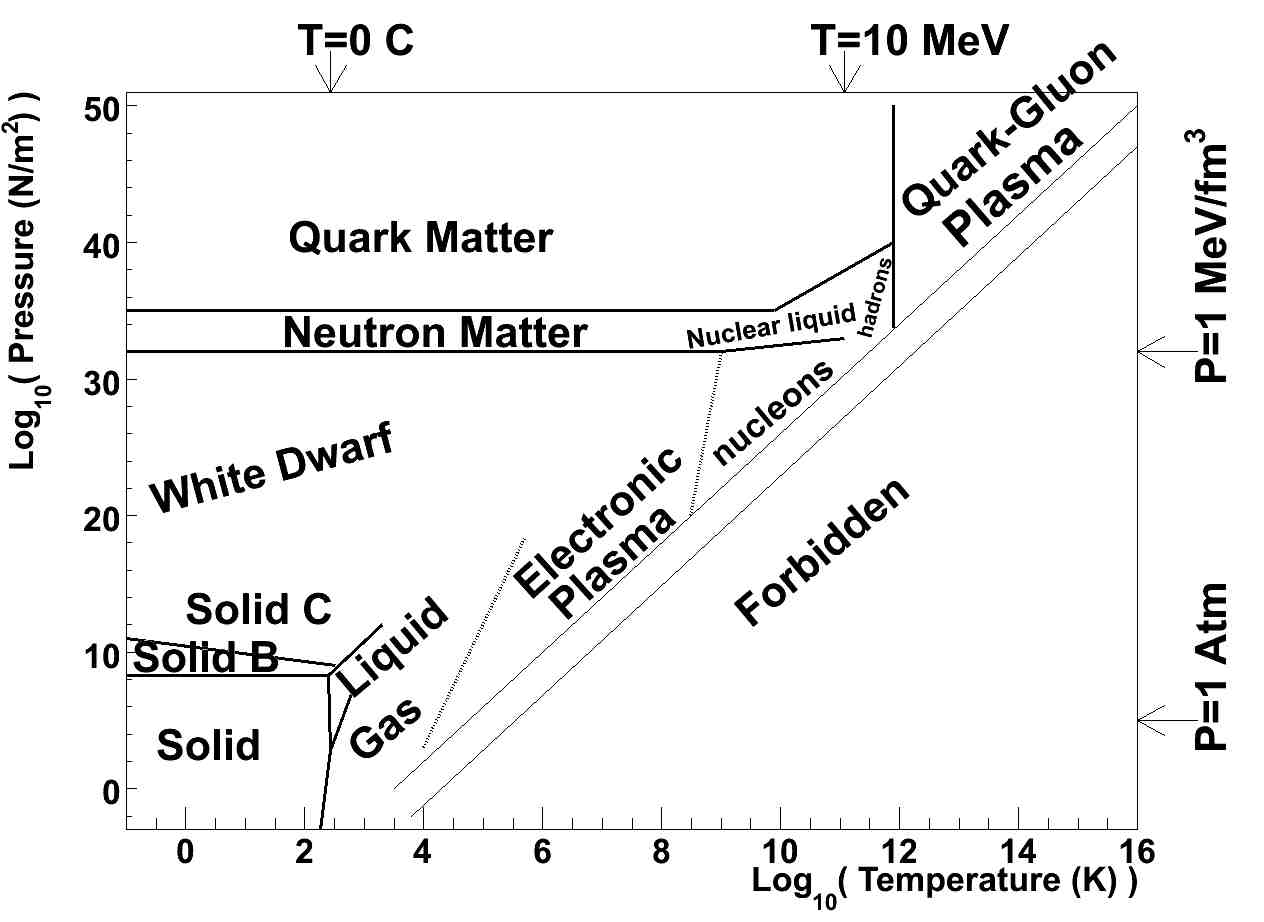 T=0 C
T=10 MeV
Log10( Pressure (N/m2) )
50
40
30
20
10
0
Quark-Gluon
Plasma
Quark Matter
Neutron Matter
Nuclear liquid
hadrons
nucleons
White Dwarf
Electronic
Plasma
Forbidden
Solid C
Solid B
Liquid
Solid
Gas
P=1 MeV/fm3
P=1 Atm
0
2
4
6
8
10
12
14
16
Log10( Temperature (K) )